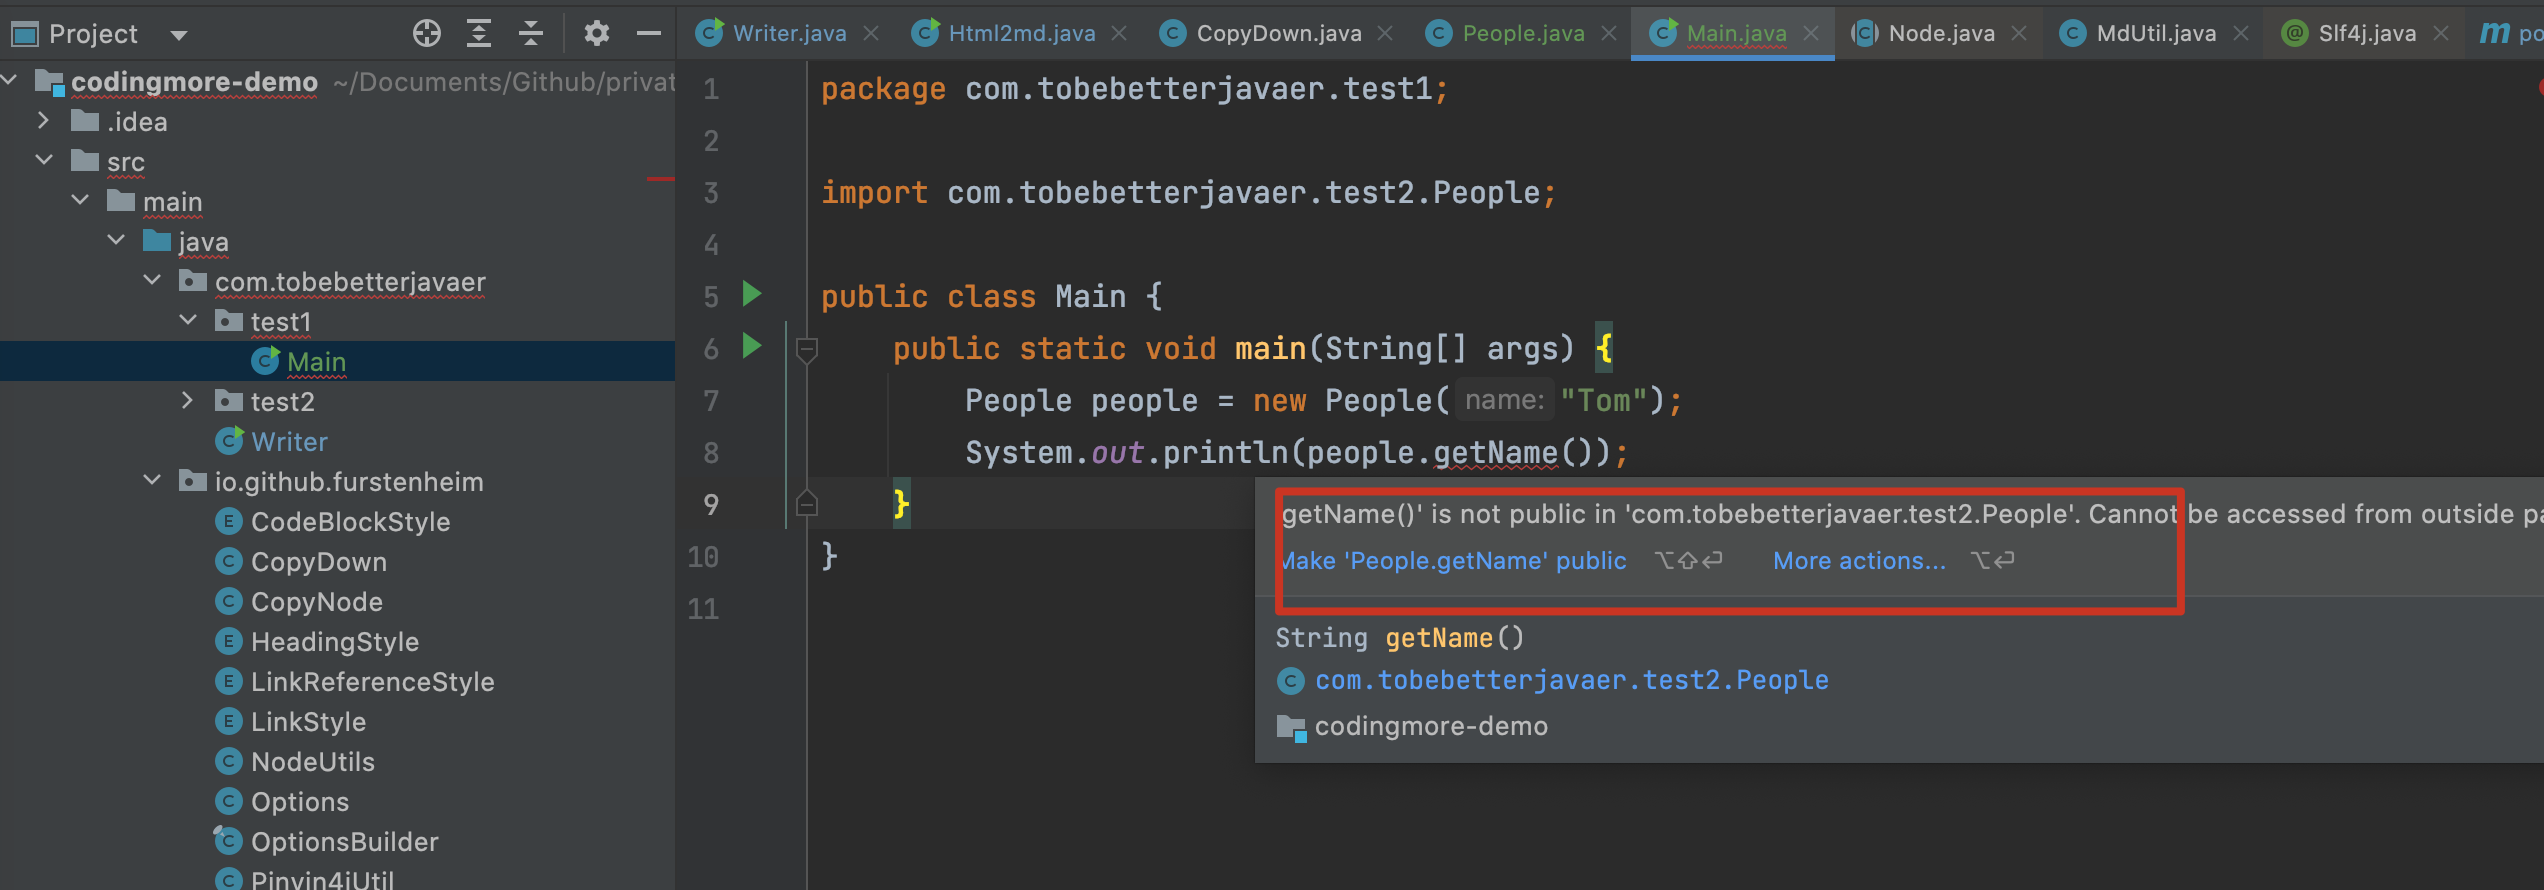 Project
Writer.java
Html2md.java
CopyDown.java
People.java
Main.java
Node.java
MdUtil.java
Slf4j.java
m po
codingmore-demo ~/Documents/Github/privat
.idea
src
main
java
com.tobebetterjavaer
test1
Main
test2
Writer
io.github.furstenheim
CodeBlockStyle
CopyDown
CopyNode
HeadingStyle
LinkReferenceStyle
LinkStyle
NodeUtils
Options
OptionsBuilder
Pinyin4jUtil
1 package com.tobebetterjavaer.test1;
2
3 import com.tobebetterjavaer.test2.People;
4
5 public class Main {
6 public static void main(String[] args) {
7 People people = new People( name: "Tom");
8 System.out.println(people.getName());
9 }
10 }
11
getName()' is not public in 'com.tobebetterjavaer.test2.People'. Cannot be accessed from outside pa
Make 'People.getName' public ⌥⇧⏎ More actions... ⌥⏎
String getName()
com.tobebetterjavaer.test2.People
codingmore-demo